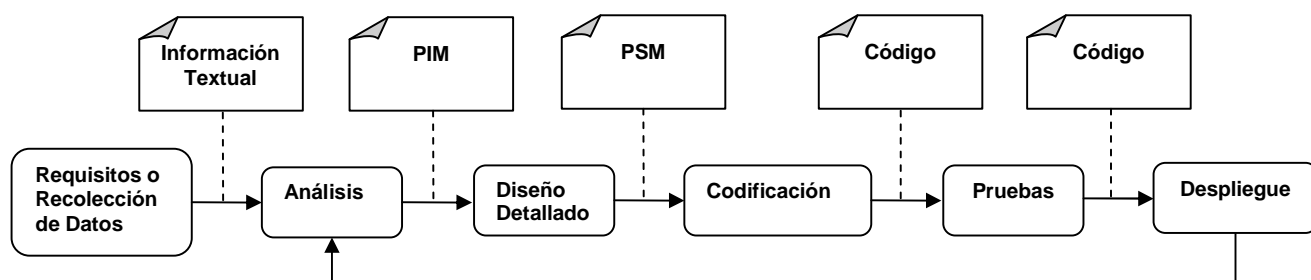 Información
Textual
PIM
PSM
Código
Código
Requisitos o
Recolección
de Datos
Análisis
Diseño
Detallado
Codificación
Pruebas
Despliegue